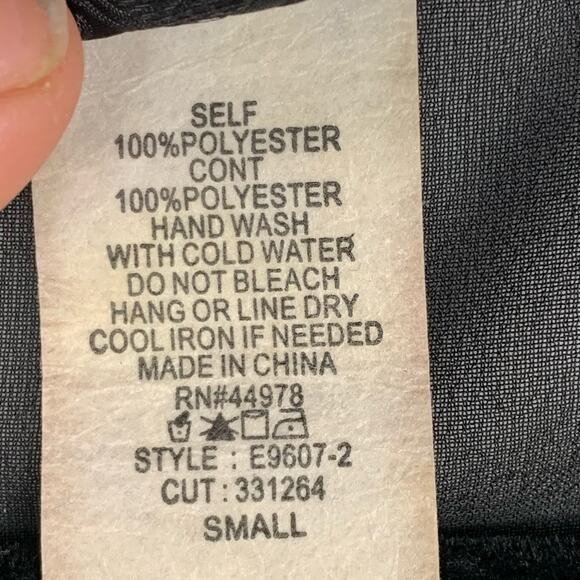 SELF
100%POLYESTER
CONT
100%POLYESTER
HAND WASH
WITH COLD WATER
DO NOT BLEACH
HANG OR LINE DRY
COOL IRON IF NEEDED
MADE IN CHINA
RN#44978
STYLE : E9607-2
CUT : 331264
SMALL